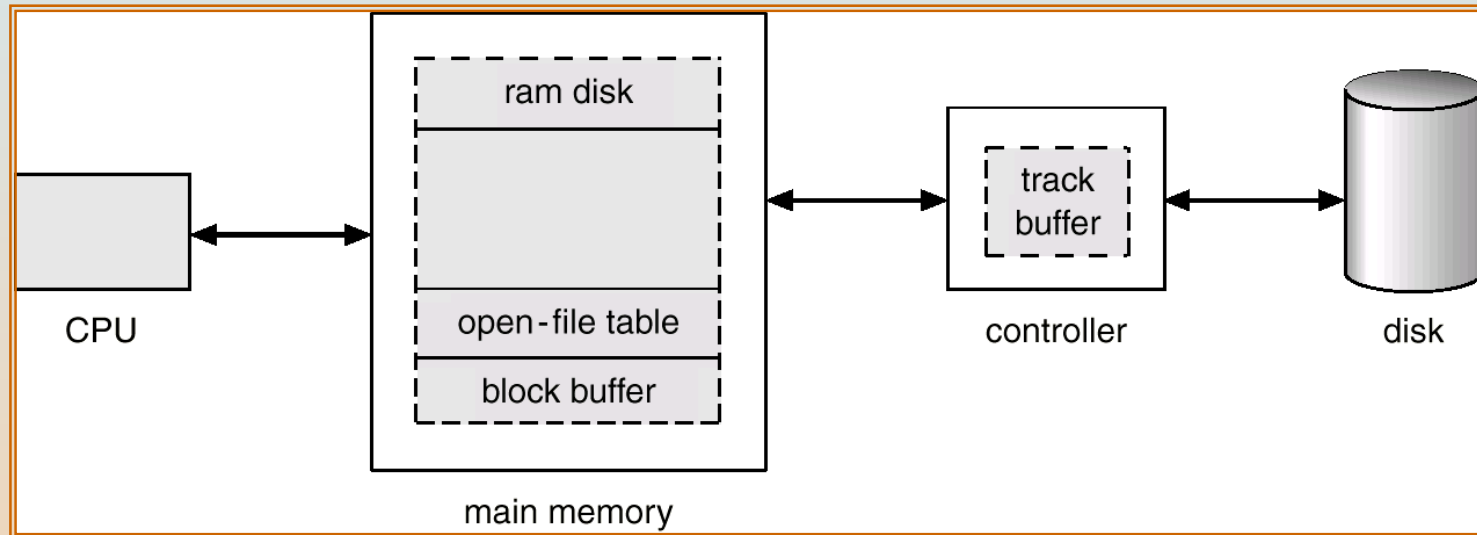 ram disk
open-file table
block buffer
track
buffer
CPU
main memory
controller
disk